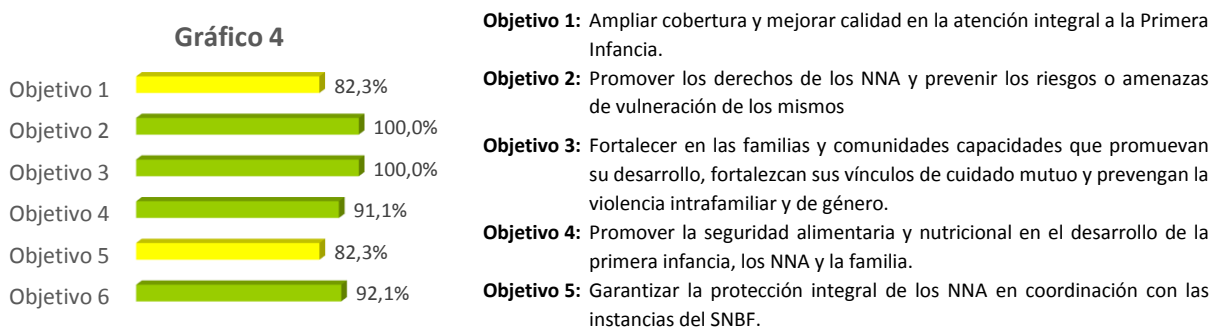 Gráfico 4
Objetivo 1 82,3%
Objetivo 2 100,0%
Objetivo 3 100,0%
Objetivo 4 91,1%
Objetivo 5 82,3%
Objetivo 6 92,1%
Objetivo 1: Ampliar cobertura y mejorar calidad en la atención integral a la Primera
Infancia.
Objetivo 2: Promover los derechos de los NNA y prevenir los riesgos o amenazas
de vulneración de los mismos
Objetivo 3: Fortalecer en las familias y comunidades capacidades que promuevan
su desarrollo, fortalezcan sus vínculos de cuidado mutuo y prevengan la
violencia intrafamiliar y de género.
Objetivo 4: Promover la seguridad alimentaria y nutricional en el desarrollo de la
primera infancia, los NNA y la familia.
Objetivo 5: Garantizar la protección integral de los NNA en coordinación con las
instancias del SNBF.